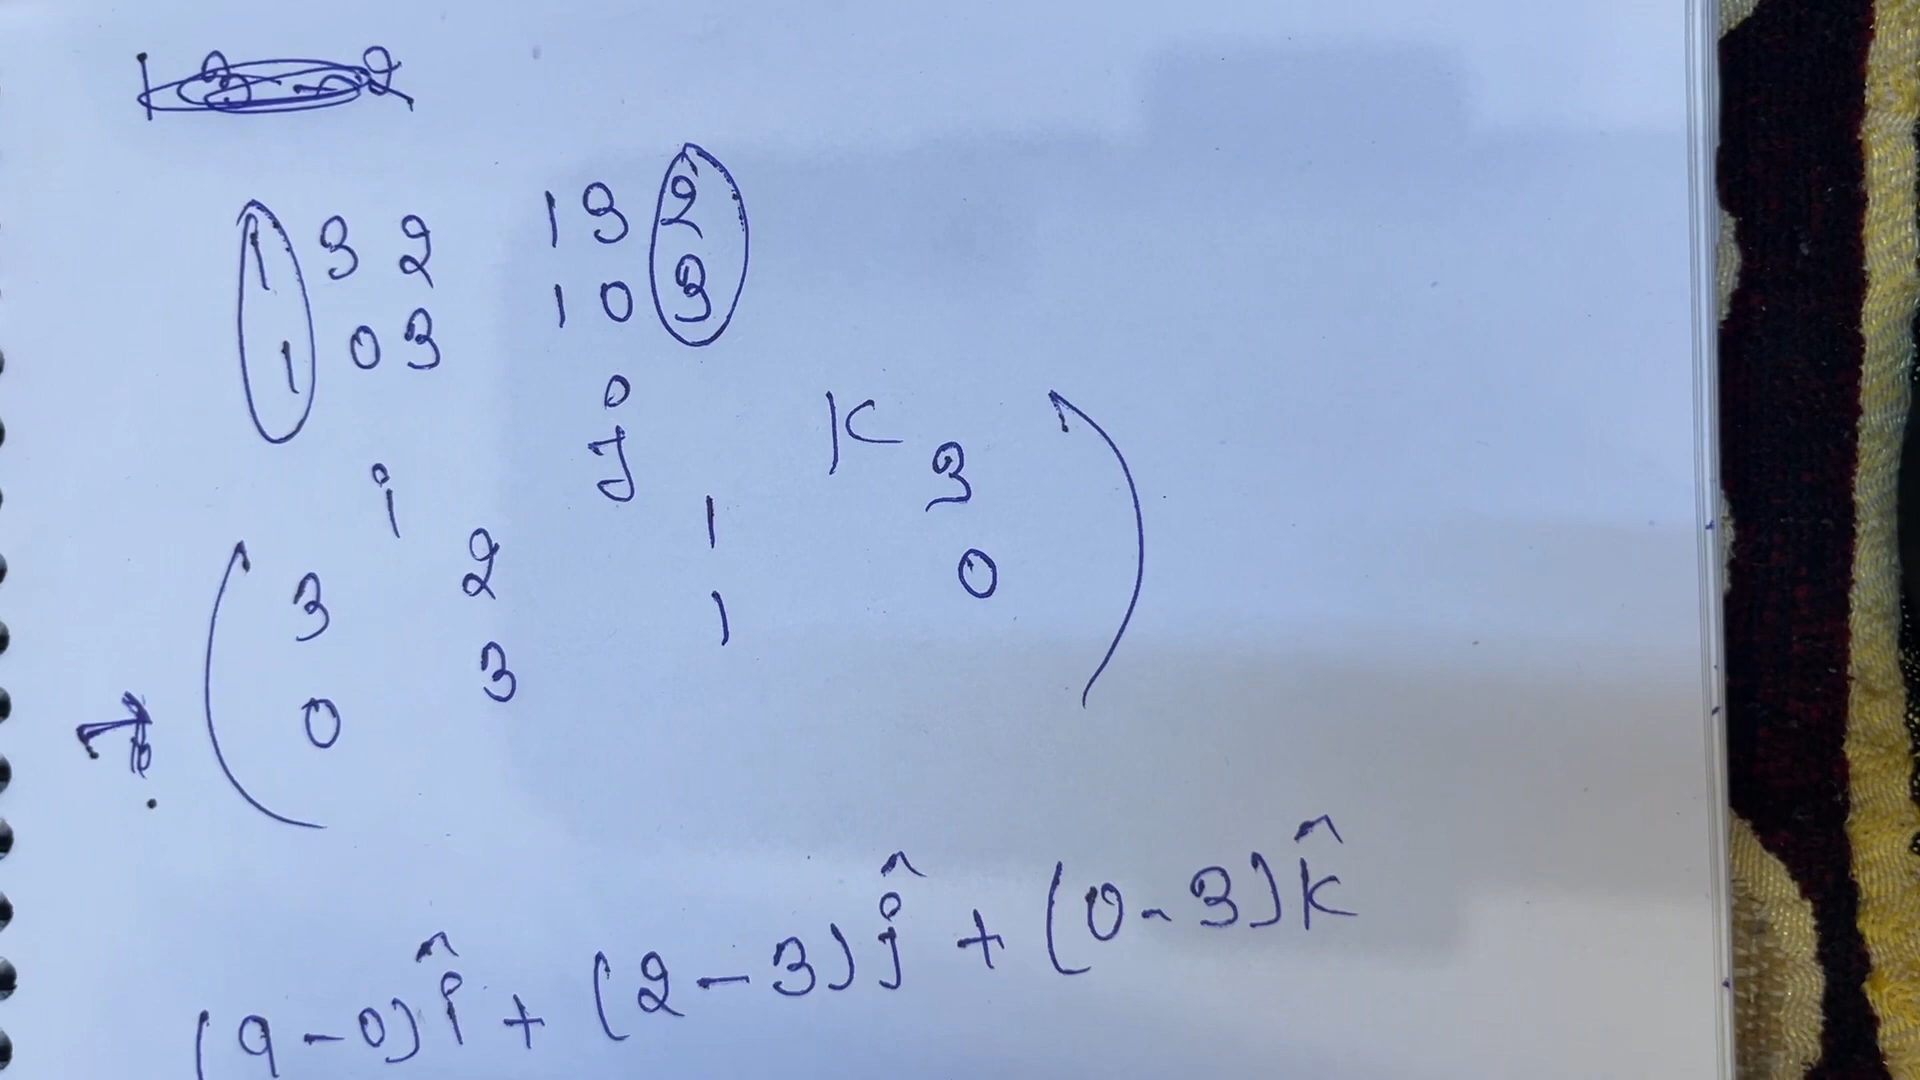 1 3 2 1 3 2
1 0 3 1 0 3
i j K
3 2 1 3
0 3 1 0
(9-0)î + (2-3)ĵ + (0-3)k̂